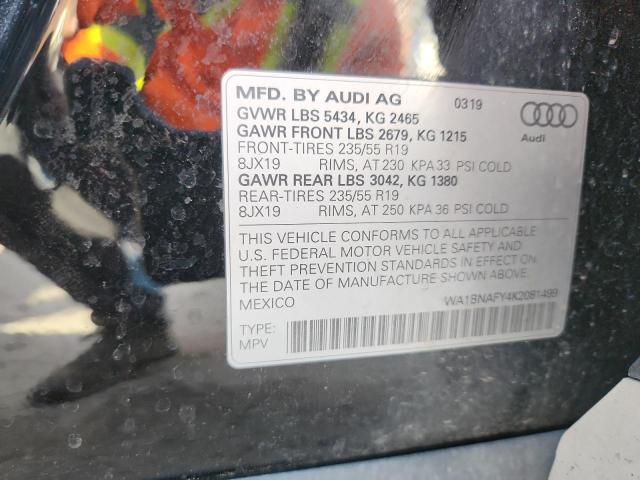 MFD. BY AUDI AG 0319
GVWR LBS 5434, KG 2465
GAWR FRONT LBS 2679, KG 1215
FRONT-TIRES 235/55 R19
8JX19 RIMS, AT 230 KPA 33 PSI COLD
GAWR REAR LBS 3042, KG 1380
REAR-TIRES 235/55 R19
8JX19 RIMS, AT 250 KPA 36 PSI COLD
Audi
THIS VEHICLE CONFORMS TO ALL APPLICABLE
U.S. FEDERAL MOTOR VEHICLE SAFETY AND
THEFT PREVENTION STANDARDS IN EFFECT ON
THE DATE OF MANUFACTURE SHOWN ABOVE.
MEXICO
WA1BNAFY4K2081499
TYPE:
MPV